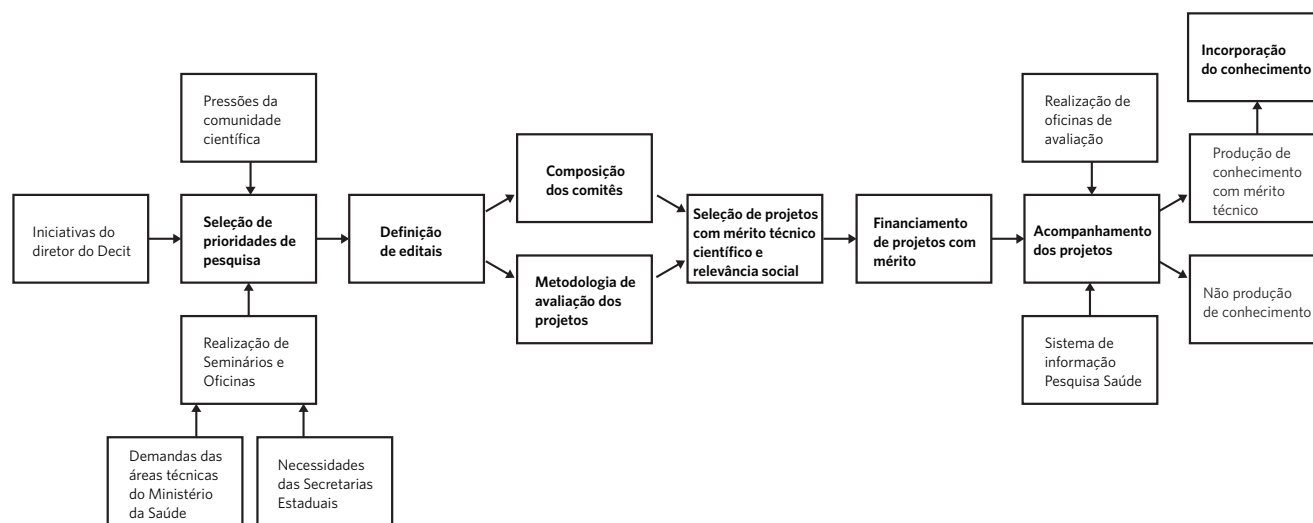 Incorporação
do conhecimento
Pressões da
comunidade
científica
Realização de
oficinas de
avaliação
Composição
dos comitês
Produção de
conhecimento
com mérito
técnico
Iniciativas do
diretor do Decit
Seleção de
prioridades de
pesquisa
Definição
de editais
Seleção de projetos
com mérito técnico
científico e
relevância social
Financiamento
de projetos com
mérito
Acompanhamento
dos projetos
Metodologia de
avaliação dos
projetos
Não produção
de conhecimento
Realização de
Seminários e
Oficinas
Sistema de
informação
Pesquisa Saúde
Demandas das
áreas técnicas
do Ministério
da Saúde
Necessidades
das Secretarias
Estaduais